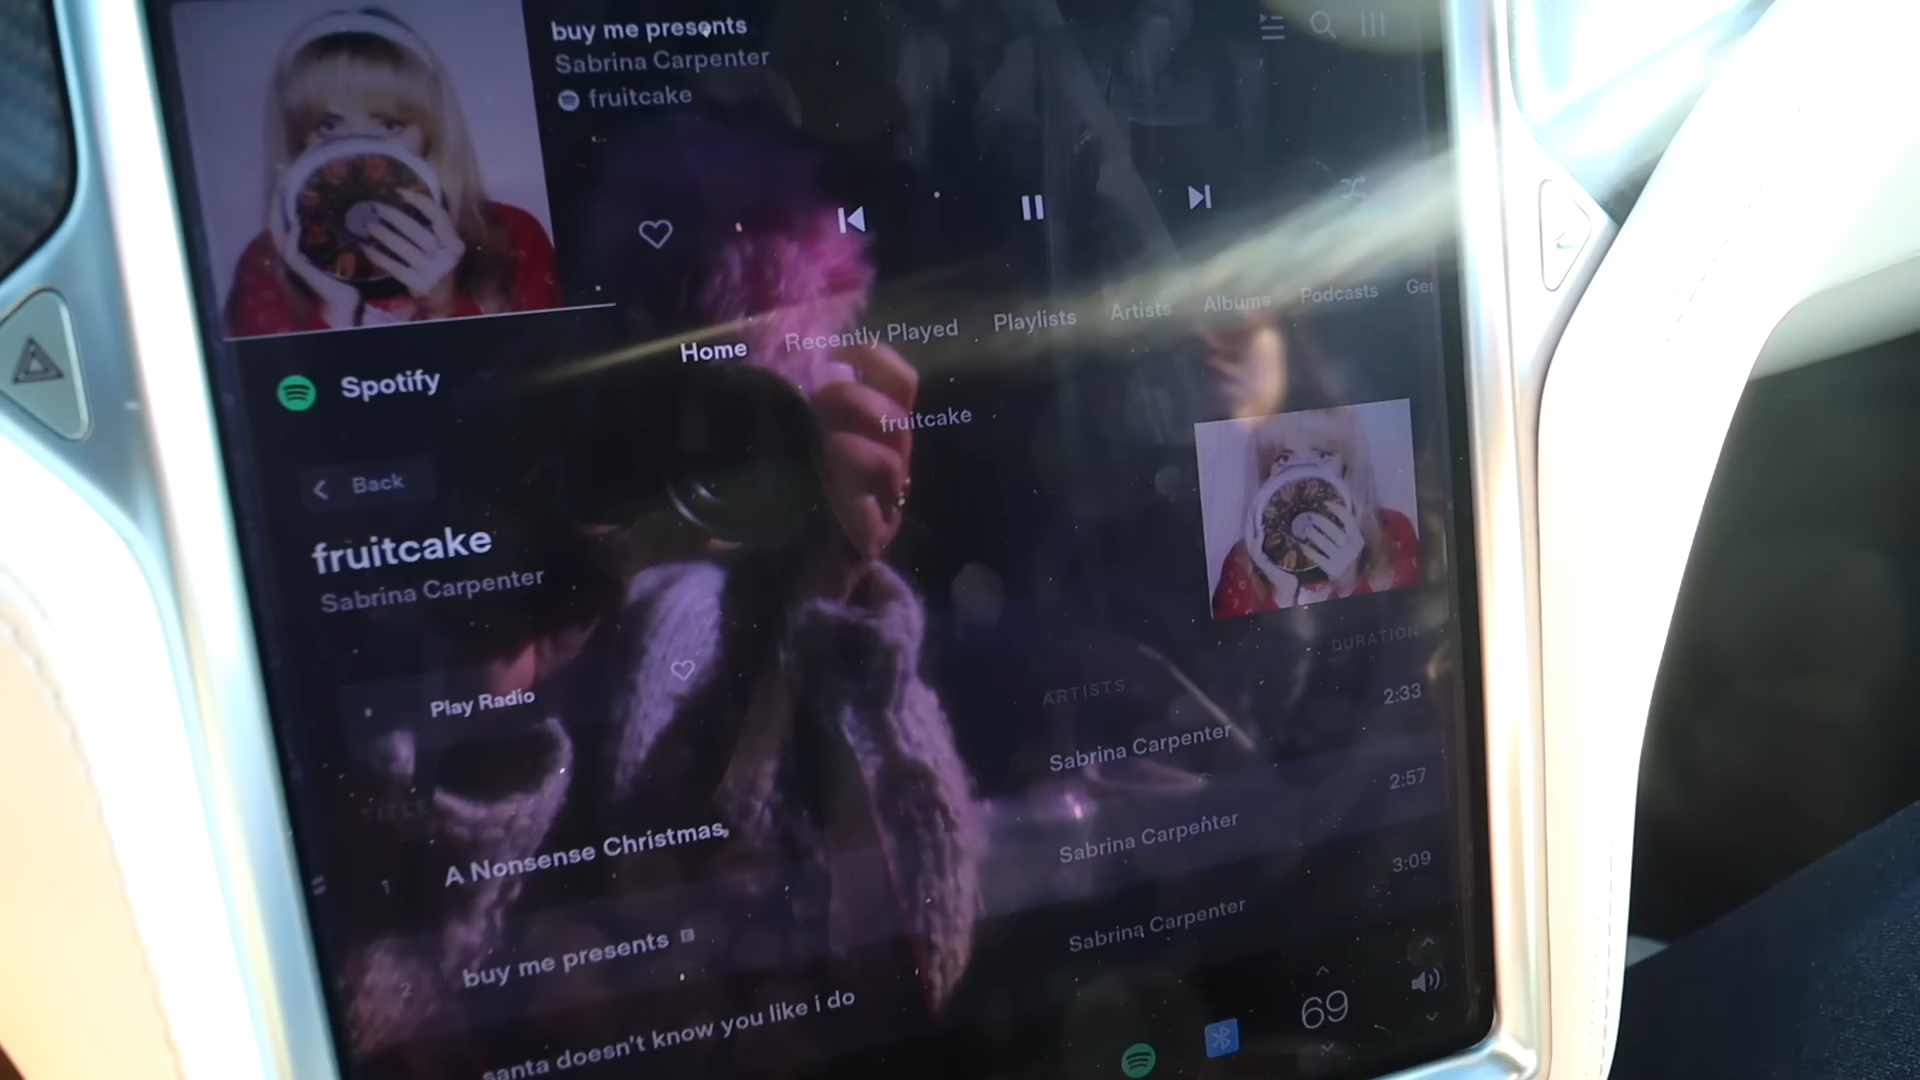 buy me presents
Sabrina Carpenter
fruitcake
Home Recently Played Playlists Artists Albums Podcasts
Spotify
fruitcake
Back
fruitcake
Sabrina Carpenter
Play Radio
TITLE ARTISTS DURATION
1 A Nonsense Christmas Sabrina Carpenter 2:33
2 buy me presents E Sabrina Carpenter 2:57
santa doesn't know you like i do Sabrina Carpenter 3:09
69